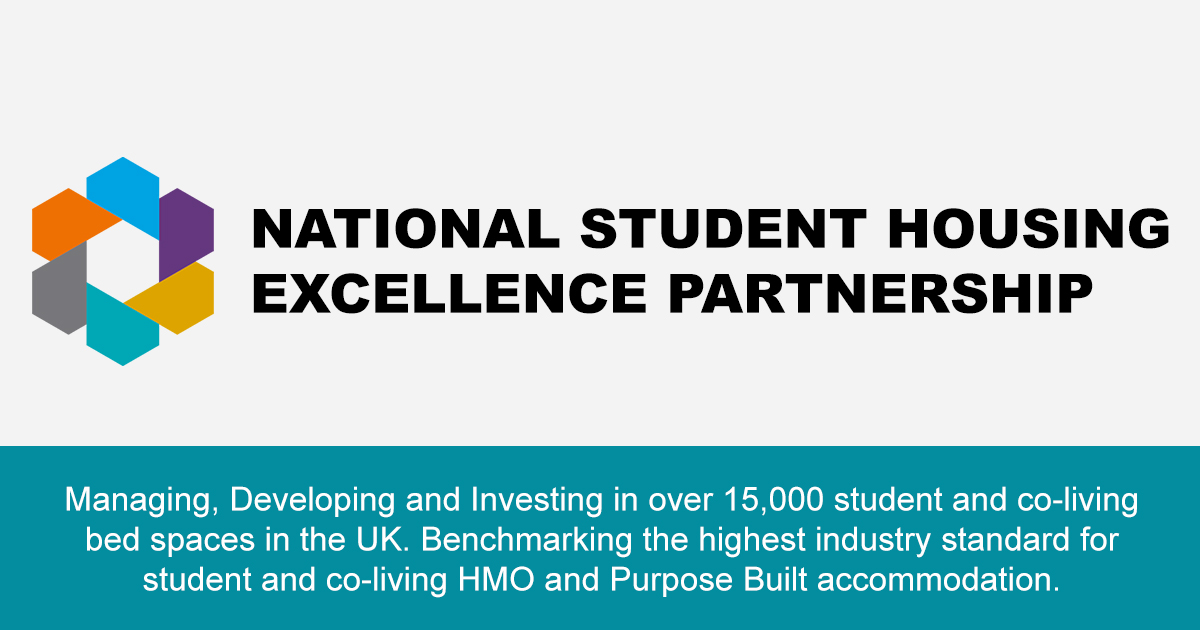 NATIONAL STUDENT HOUSING
EXCELLENCE PARTNERSHIP
Managing, Developing and Investing in over 15,000 student and co-living
bed spaces in the UK. Benchmarking the highest industry standard for
student and co-living HMO and Purpose Built accommodation.